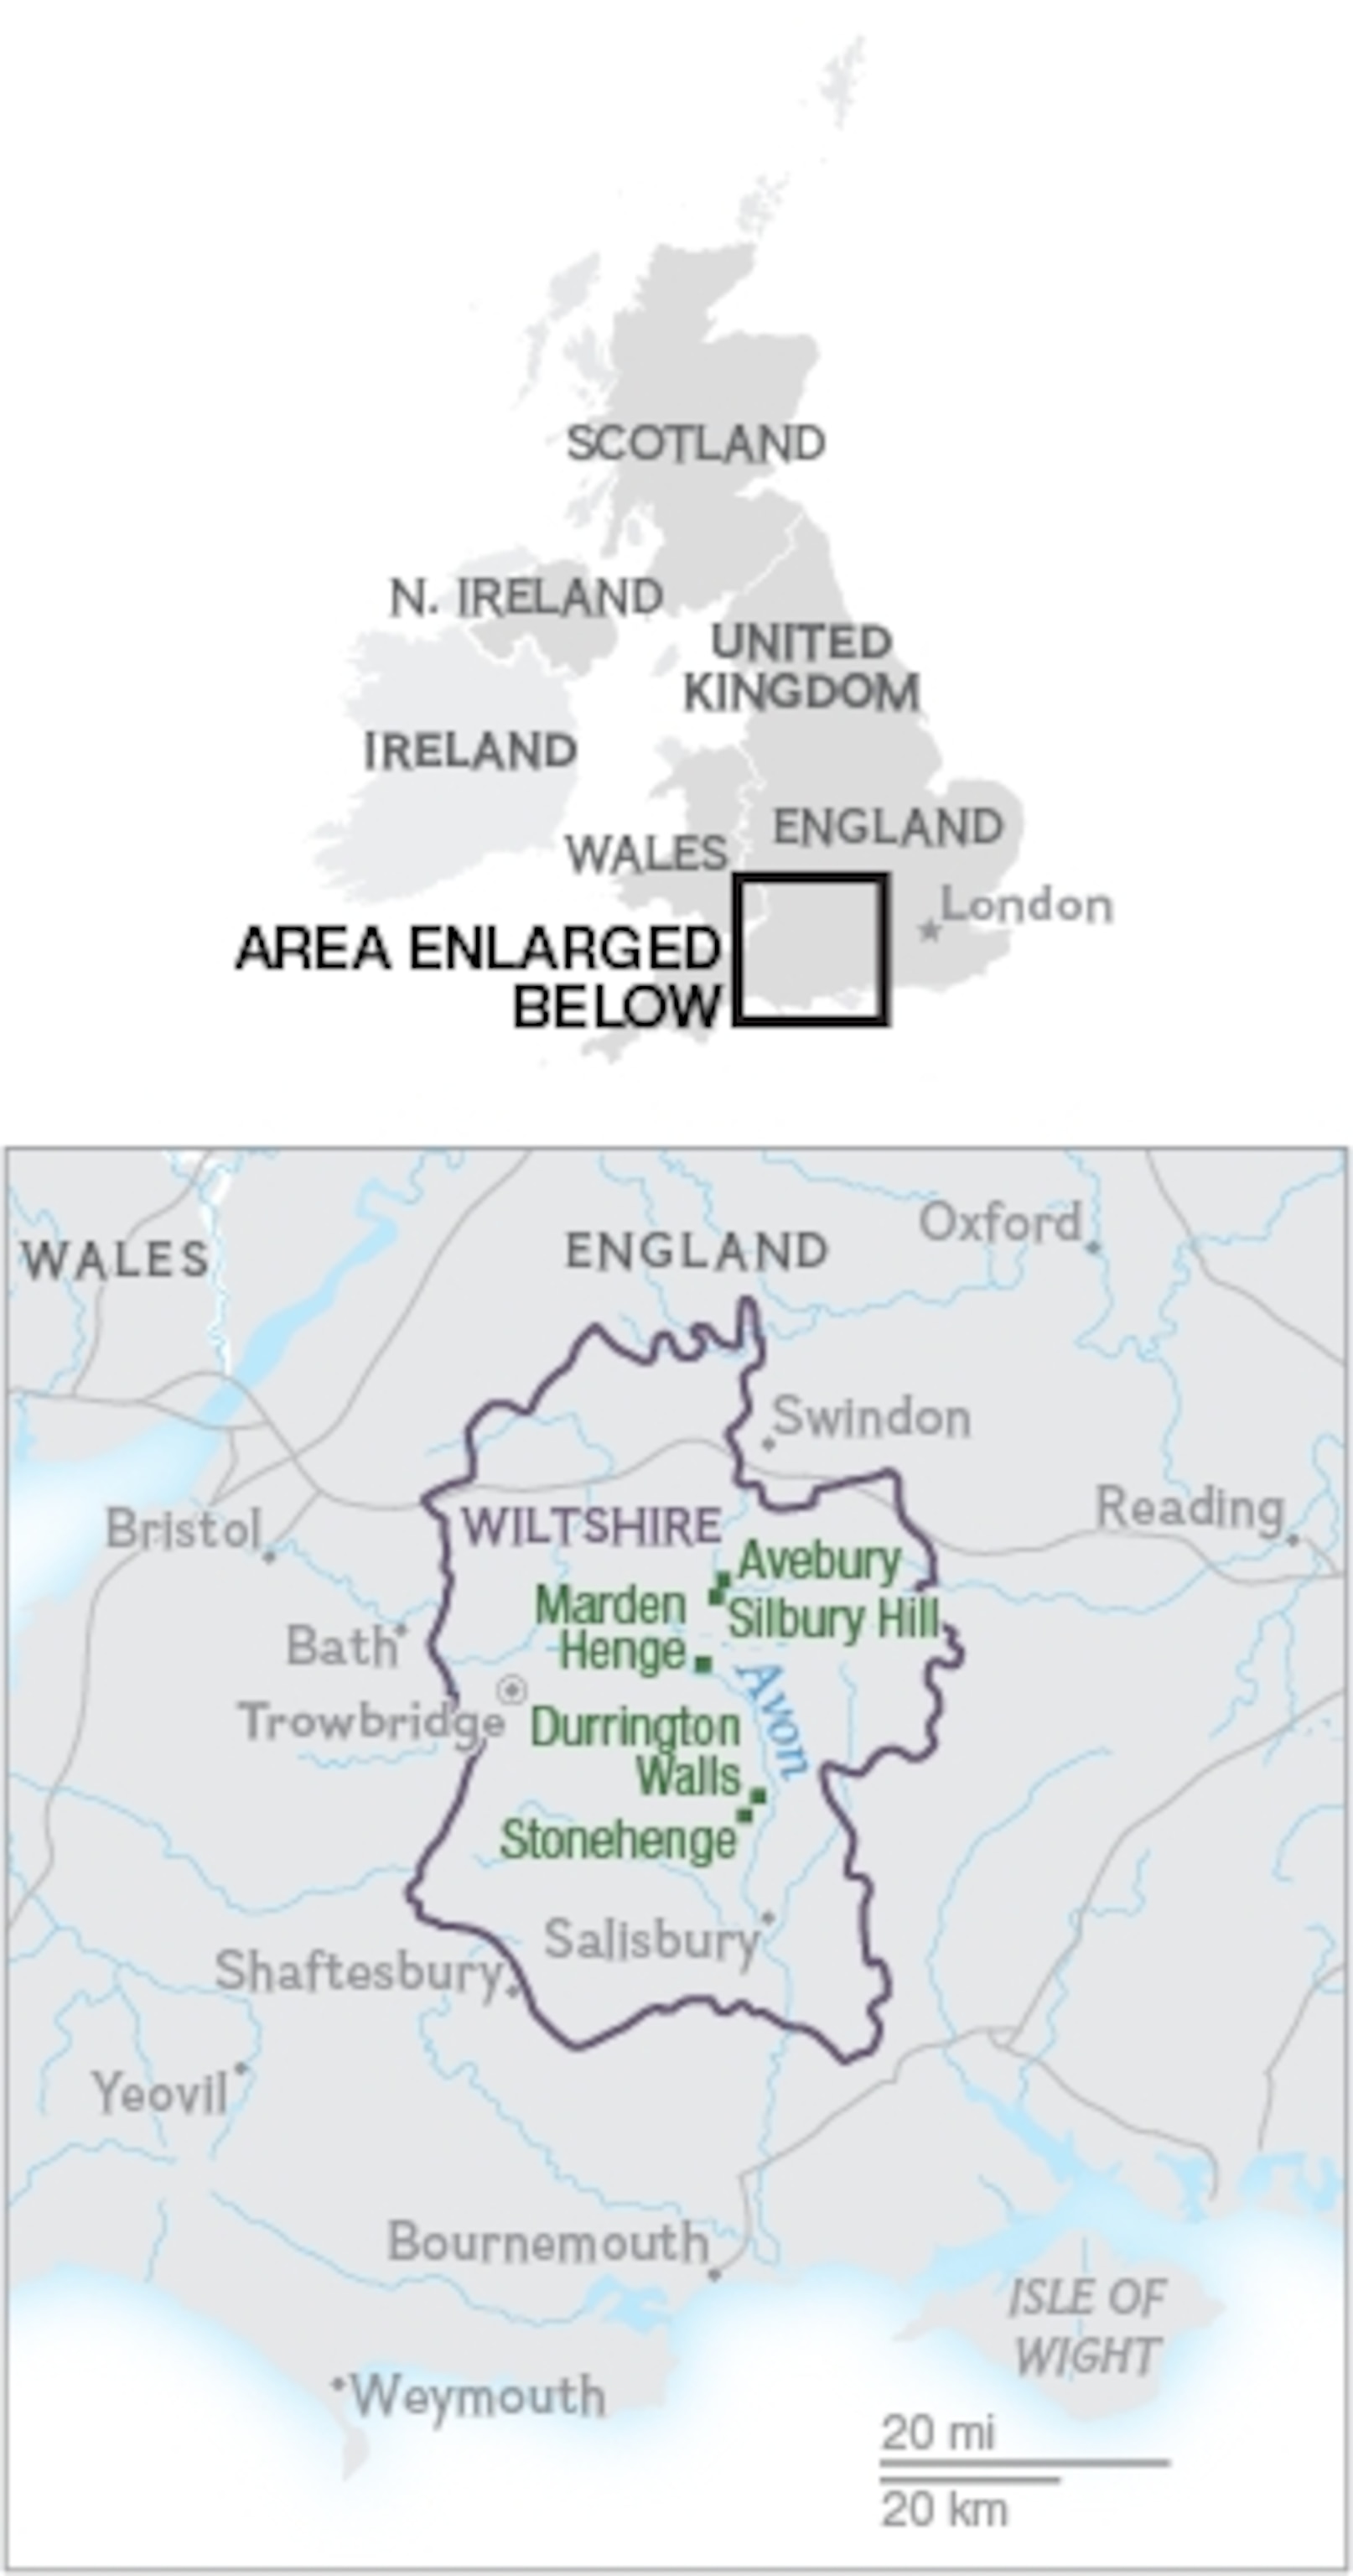 SCOTLAND
N. IRELAND
UNITED
KINGDOM
IRELAND
ENGLAND
WALES
London
AREA ENLARGED
BELOW
Oxford
ENGLAND
WALES
Swindon
Reading
WILTSHIRE
Bristol
Avebury
Marden
Henge
Silbury Hill
Bath
Avon
Trowbridge
Durrington
Walls
Stonehenge
Salisbury
Shaftesbury
Yeovil
Bournemouth
ISLE OF
WIGHT
Weymouth
20 mi
20 km